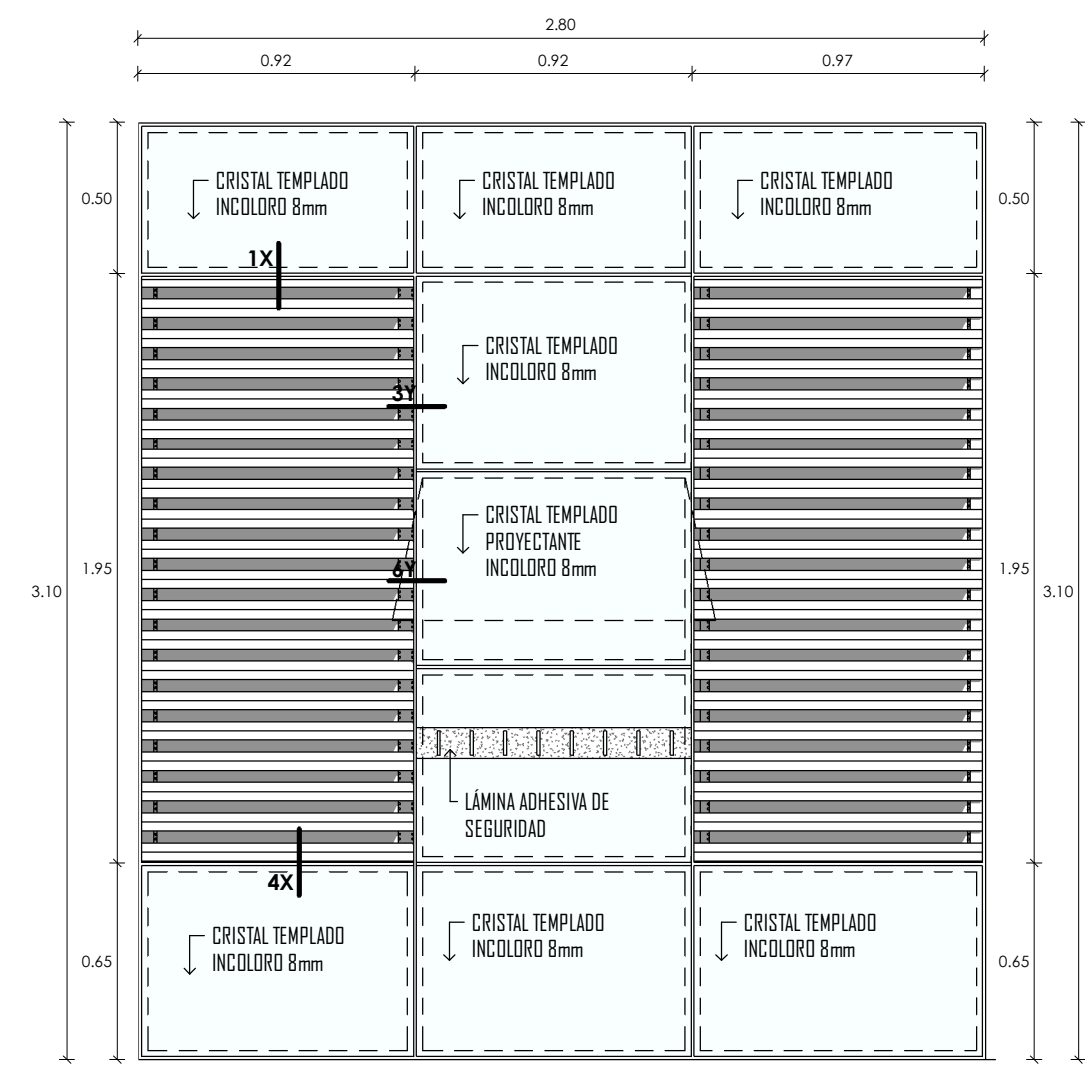 2.80
0.92
0.92
0.97
CRISTAL TEMPLADO
INCOLORO 8mm
CRISTAL TEMPLADO
INCOLORO 8mm
CRISTAL TEMPLADO
INCOLORO 8mm
0.50
0.50
1X
CRISTAL TEMPLADO
INCOLORO 8mm
3Y
CRISTAL TEMPLADO
PROYECTANTE
INCOLORO 8mm
6Y
1.95
1.95
3.10
3.10
LÁMINA ADHESIVA DE
SEGURIDAD
4X
CRISTAL TEMPLADO
INCOLORO 8mm
CRISTAL TEMPLADO
INCOLORO 8mm
CRISTAL TEMPLADO
INCOLORO 8mm
0.65
0.65